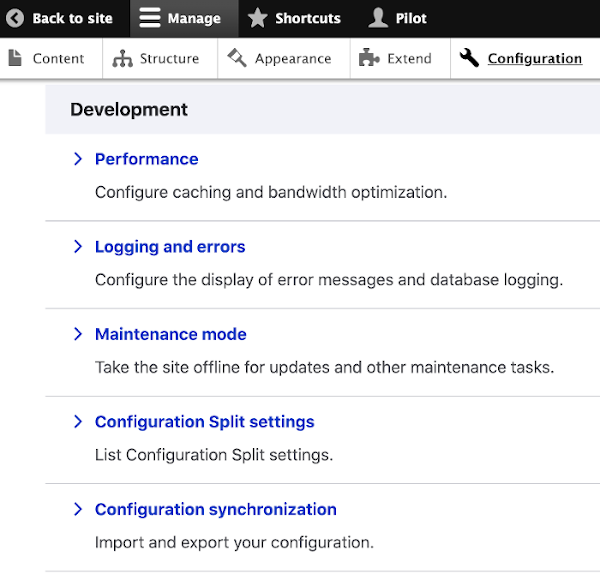 Back to site Manage Shortcuts Pilot
Content Structure Appearance Extend Configuration
Development
Performance
Configure caching and bandwidth optimization.
Logging and errors
Configure the display of error messages and database logging.
Maintenance mode
Take the site offline for updates and other maintenance tasks.
Configuration Split settings
List Configuration Split settings.
Configuration synchronization
Import and export your configuration.